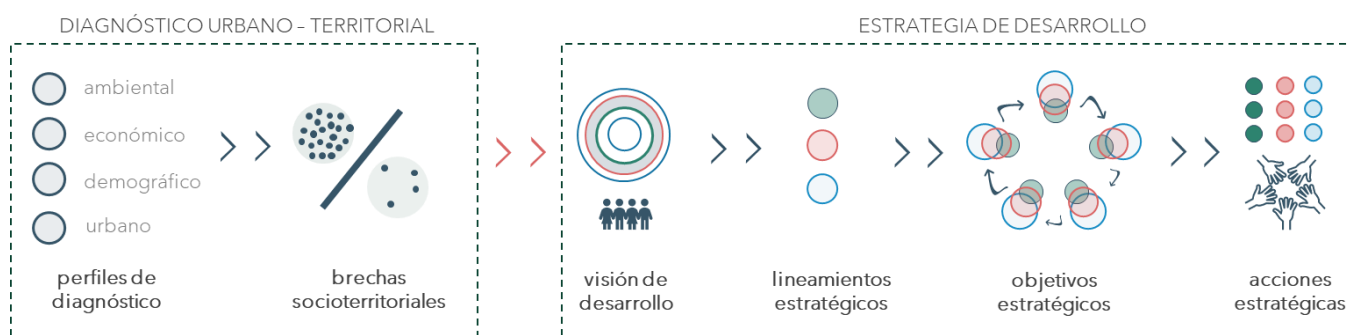 DIAGNÓSTICO URBANO – TERRITORIAL
ambiental
económico
demográfico
urbano
perfiles de
diagnóstico
brechas
socioterritoriales
ESTRATEGIA DE DESARROLLO
visión de
desarrollo
lineamientos
estratégicos
objetivos
estratégicos
acciones
estratégicas